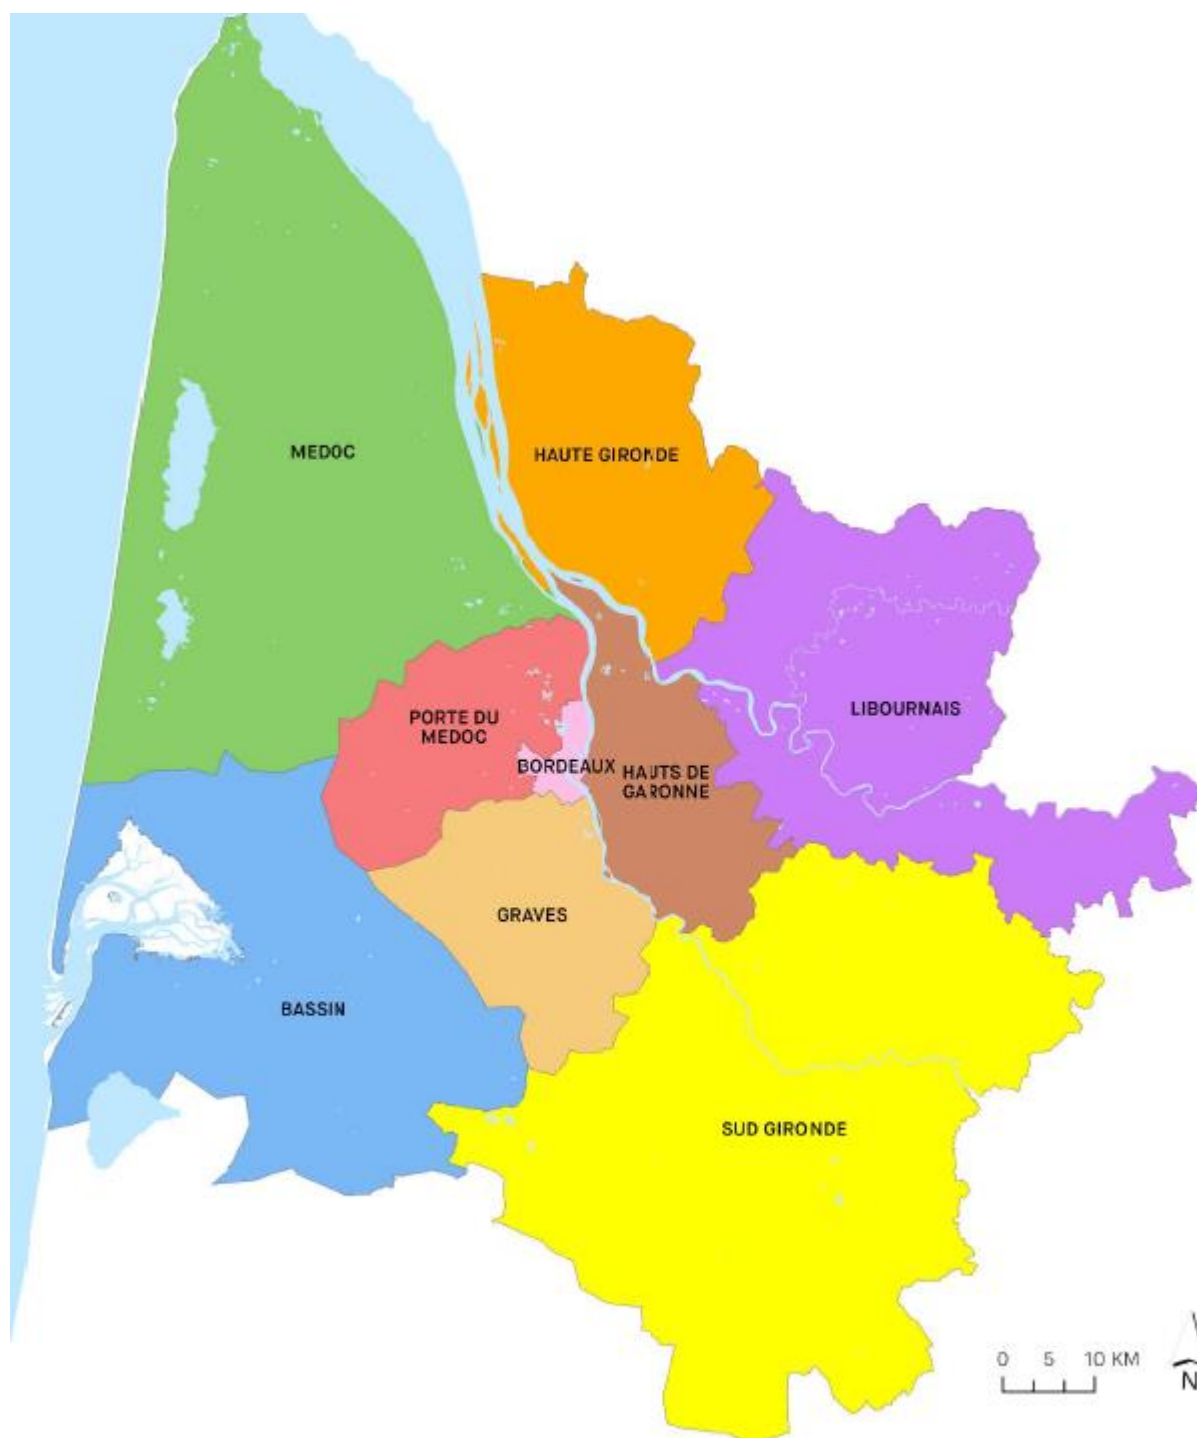 MEDOC
HAUTE GIRONDE
PORTE DU
MEDOC
LIBOURNAIS
BORDEAUX
HAUTS DE
GARONNE
GRAVES
BASSIN
SUD GIRONDE
0 5 10 KM
N